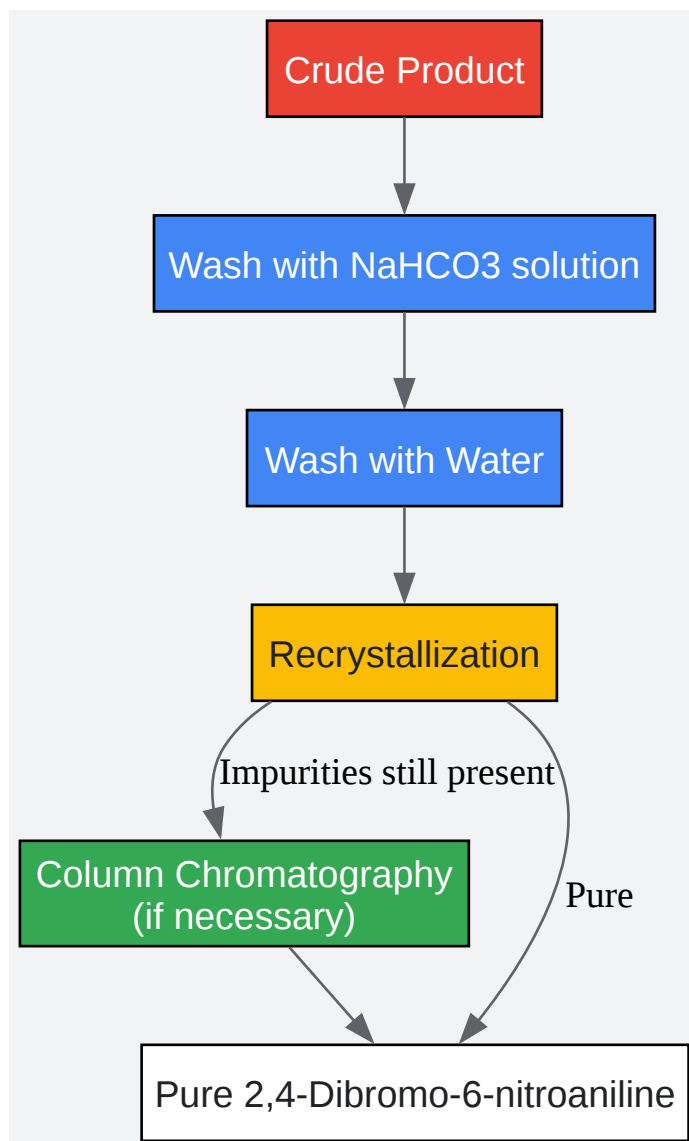 Crude Product
Wash with NaHCO3 solution
Wash with Water
Recrystallization
Impurities still present
Column Chromatography
(if necessary)
Pure
Pure 2,4-Dibromo-6-nitroaniline